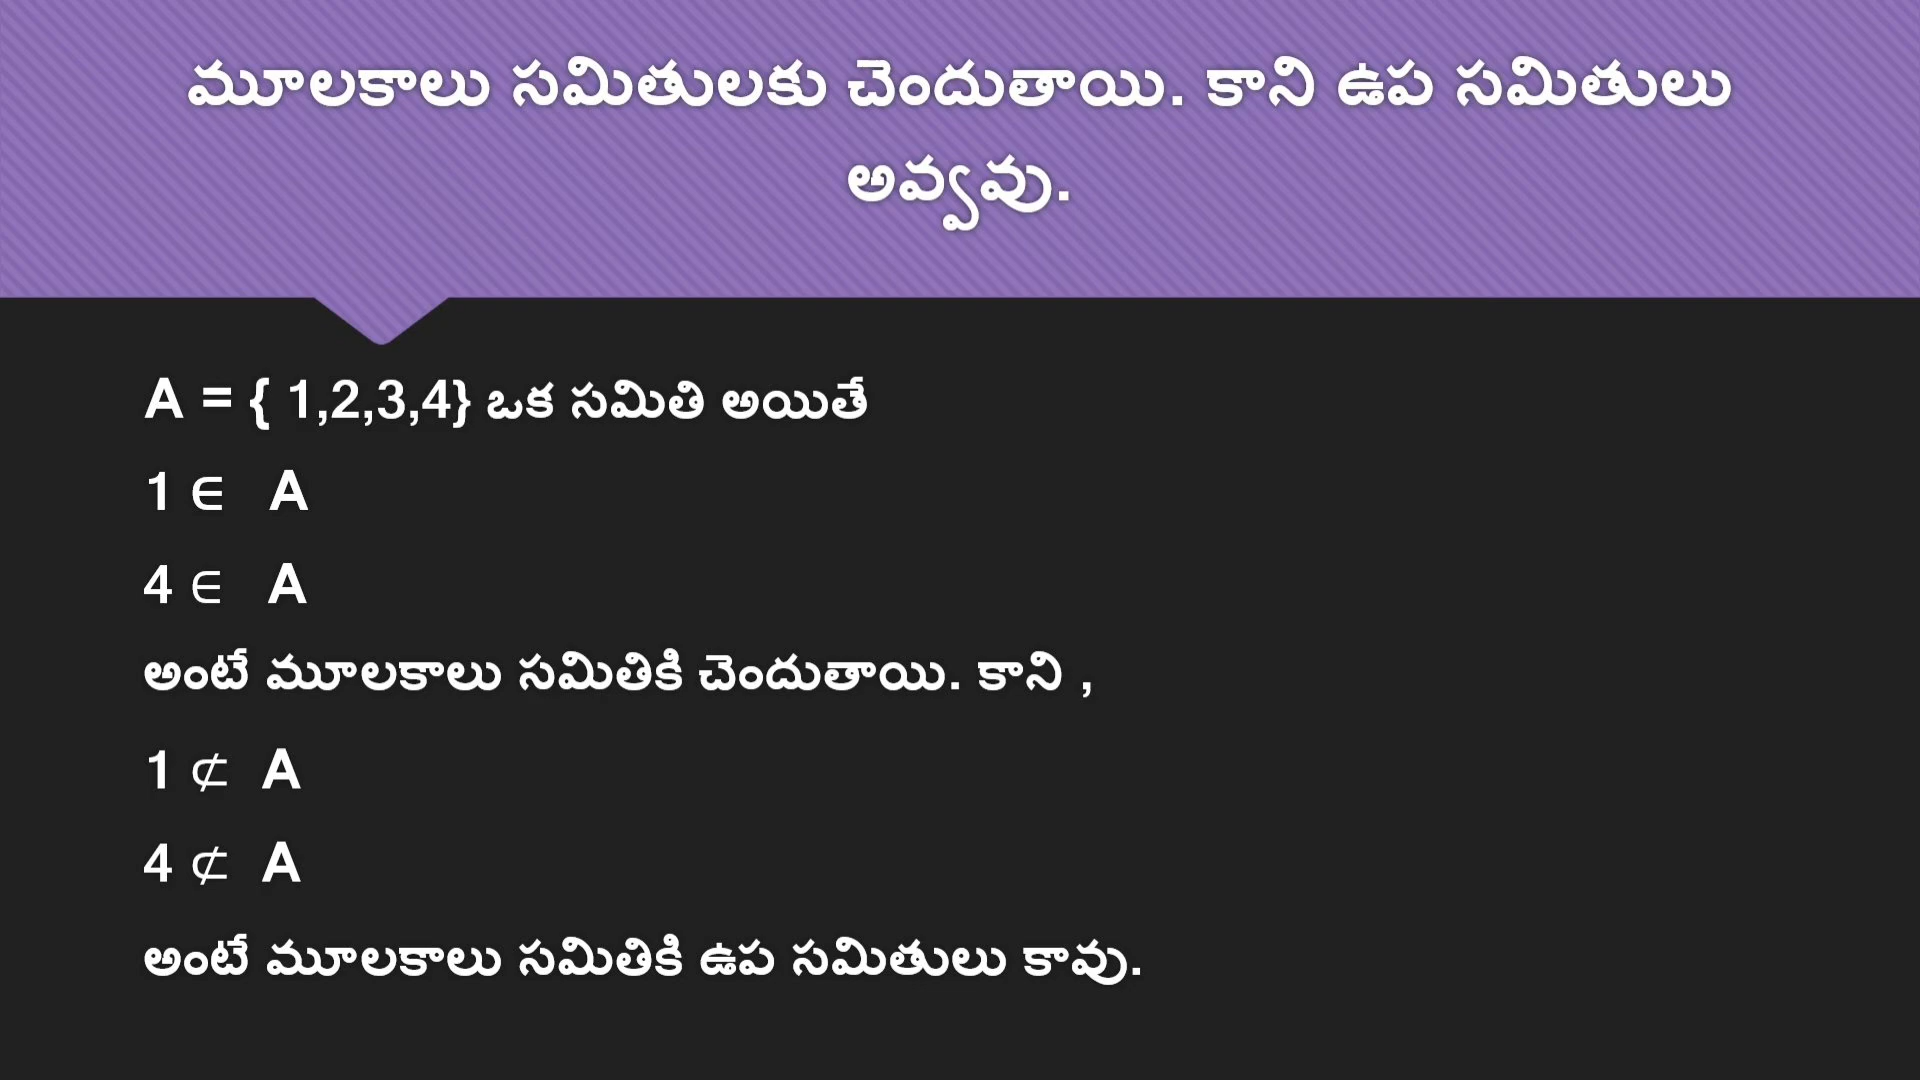 మూలకాలు సమితులకు చెందుతాయి. కాని ఉప సమితులు
అవ్వవు.
A = { 1,2,3,4} ఒక సమితి అయితే
1 ∈ A
4 ∈ A
అంటే మూలకాలు సమితికి చెందుతాయి. కాని ,
1 ⊄ A
4 ⊄ A
అంటే మూలకాలు సమితికి ఉప సమితులు కావు.